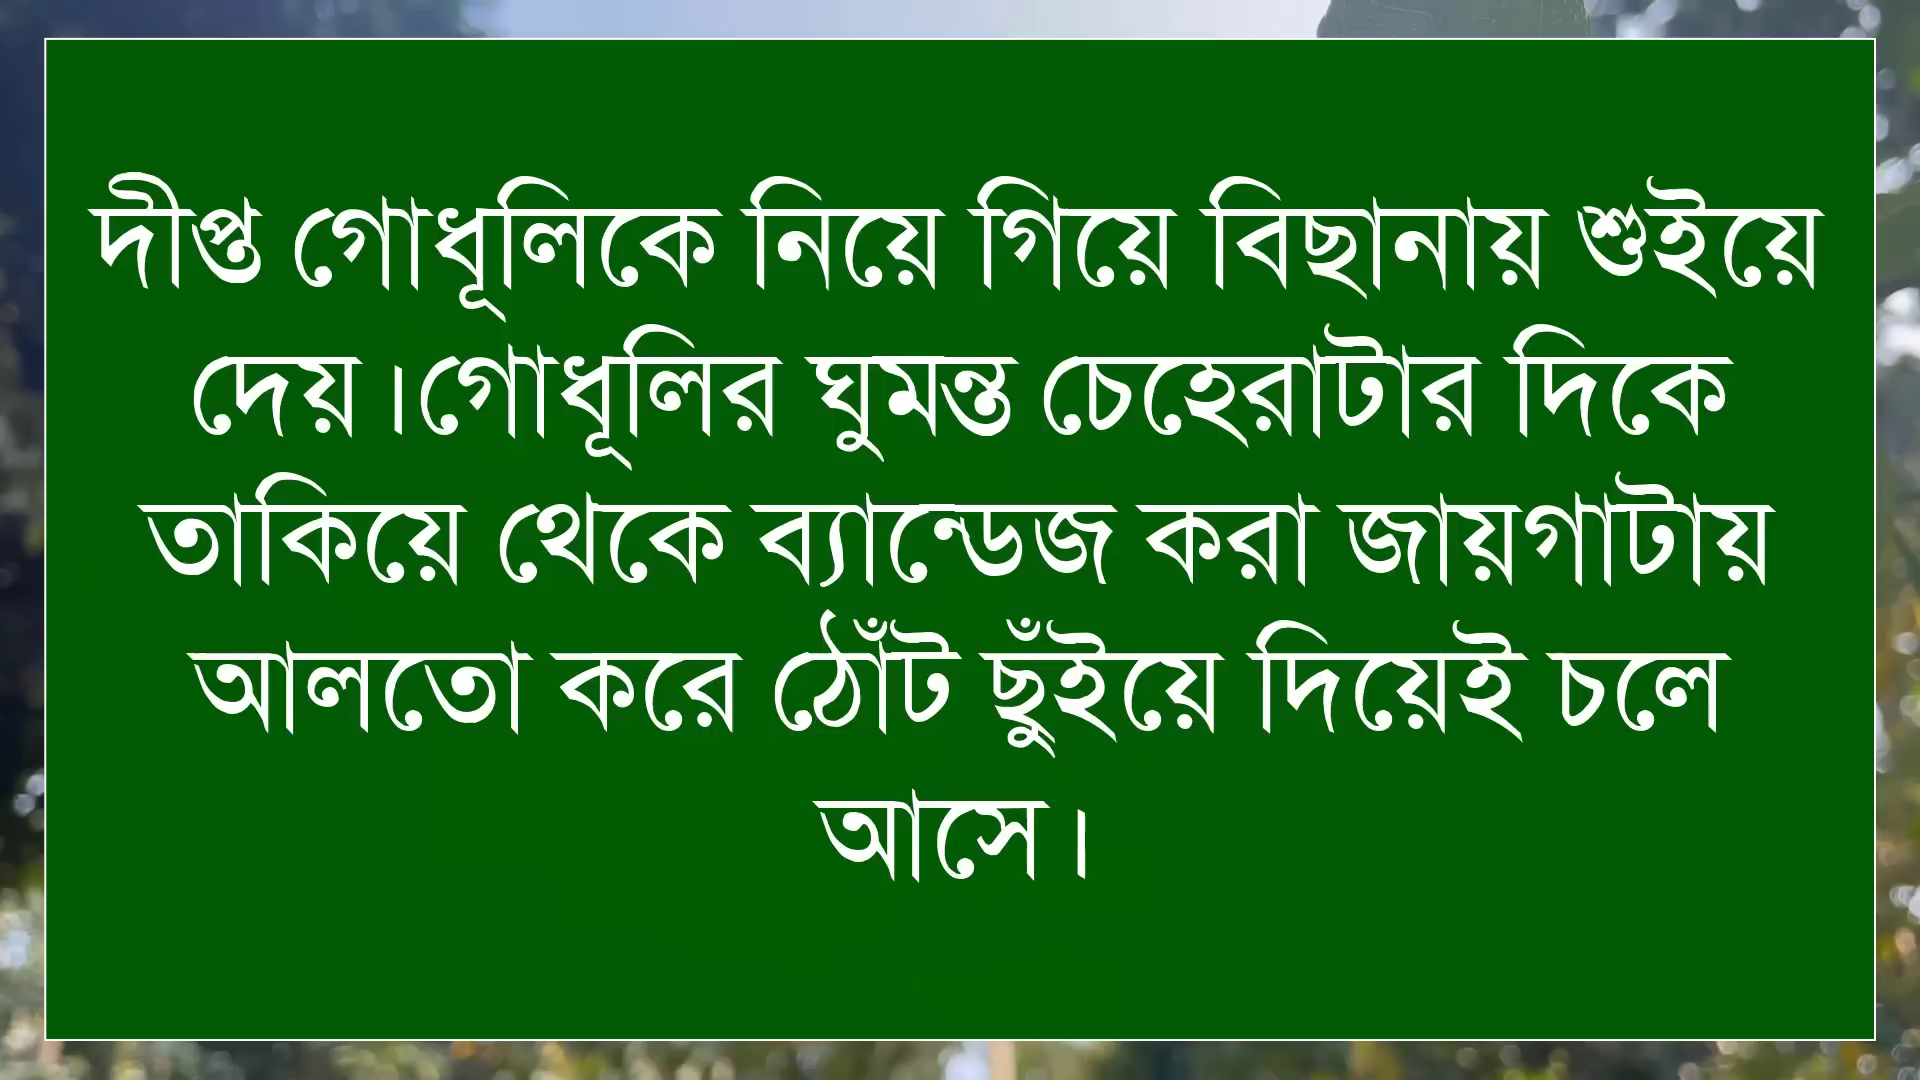 দীপ্ত গোধূলিকে নিয়ে গিয়ে বিছানায় শুইয়ে
দেয়।গোধূলির ঘুমন্ত চেহেরাটার দিকে
তাকিয়ে থেকে ব্যান্ডেজ করা জায়গাটায়
আলতো করে ঠোঁট ছুঁইয়ে দিয়েই চলে
আসে।